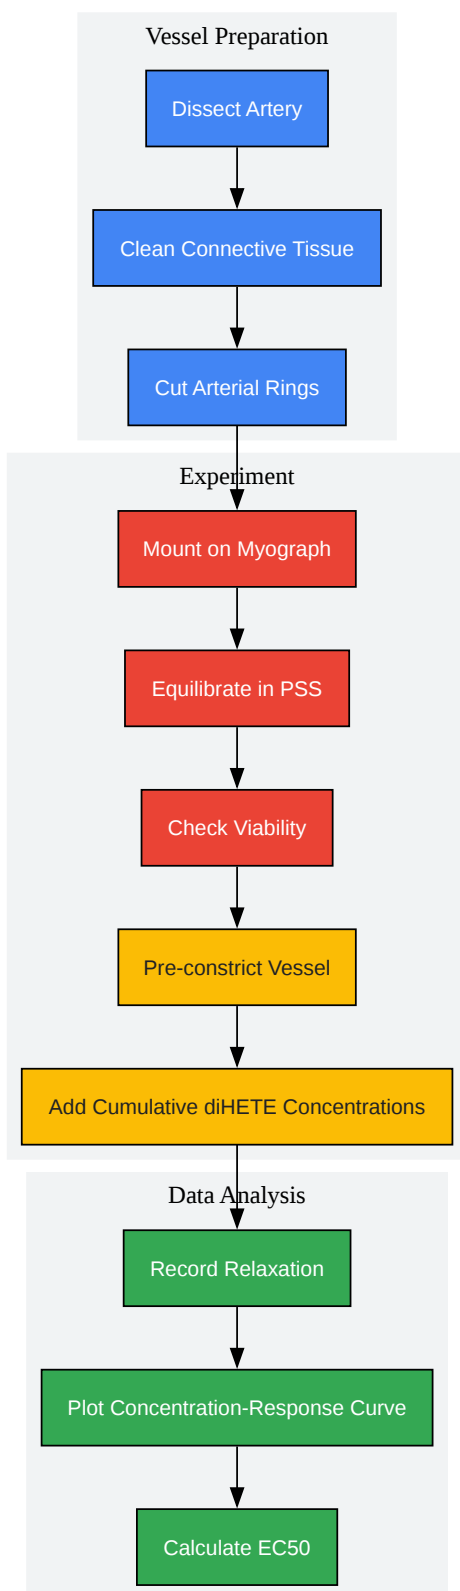 Vessel Preparation
Dissect Artery
Clean Connective Tissue
Cut Arterial Rings
Experiment
Mount on Myograph
Equilibrate in PSS
Check Viability
Pre-constrict Vessel
Add Cumulative diHETE Concentrations
Data Analysis
Record Relaxation
Plot Concentration-Response Curve
Calculate EC50